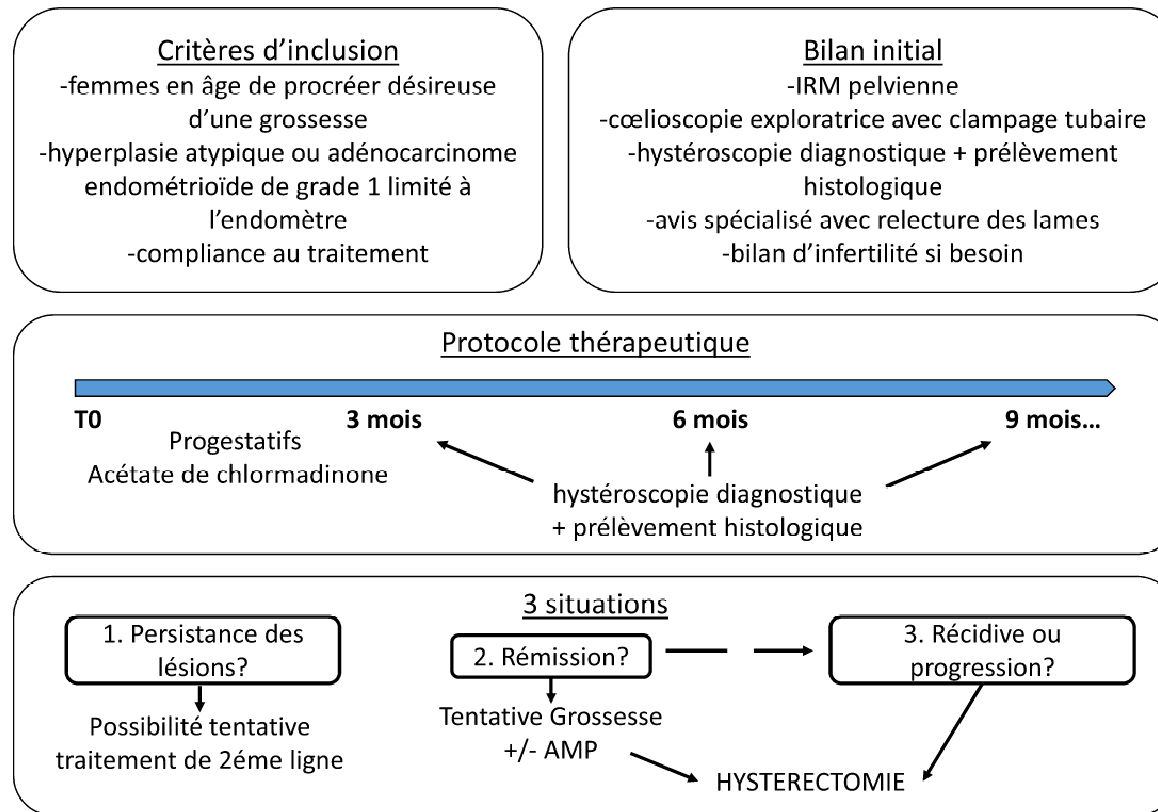 Critères d’inclusion
-femmes en âge de procréer désireuse
d’une grossesse
-hyperplasie atypique ou adénocarcinome
endométrioïde de grade 1 limité à
l’endomètre
-compliance au traitement
Bilan initial
-IRM pelvienne
-cœlioscopie exploratrice avec clampage tubaire
-hystéroscopie diagnostique + prélèvement
histologique
-avis spécialisé avec relecture des lames
-bilan d’infertilité si besoin
Protocole thérapeutique
T0
3 mois
6 mois
9 mois...
Progestatifs
Acétate de chlormadinone
hystéroscopie diagnostique
+ prélèvement histologique
3 situations
1. Persistance des
lésions?
Possibilité tentative
traitement de 2éme ligne
2. Rémission?
Tentative Grossesse
+/- AMP
3. Récidive ou
progression?
HYSTERECTOMIE